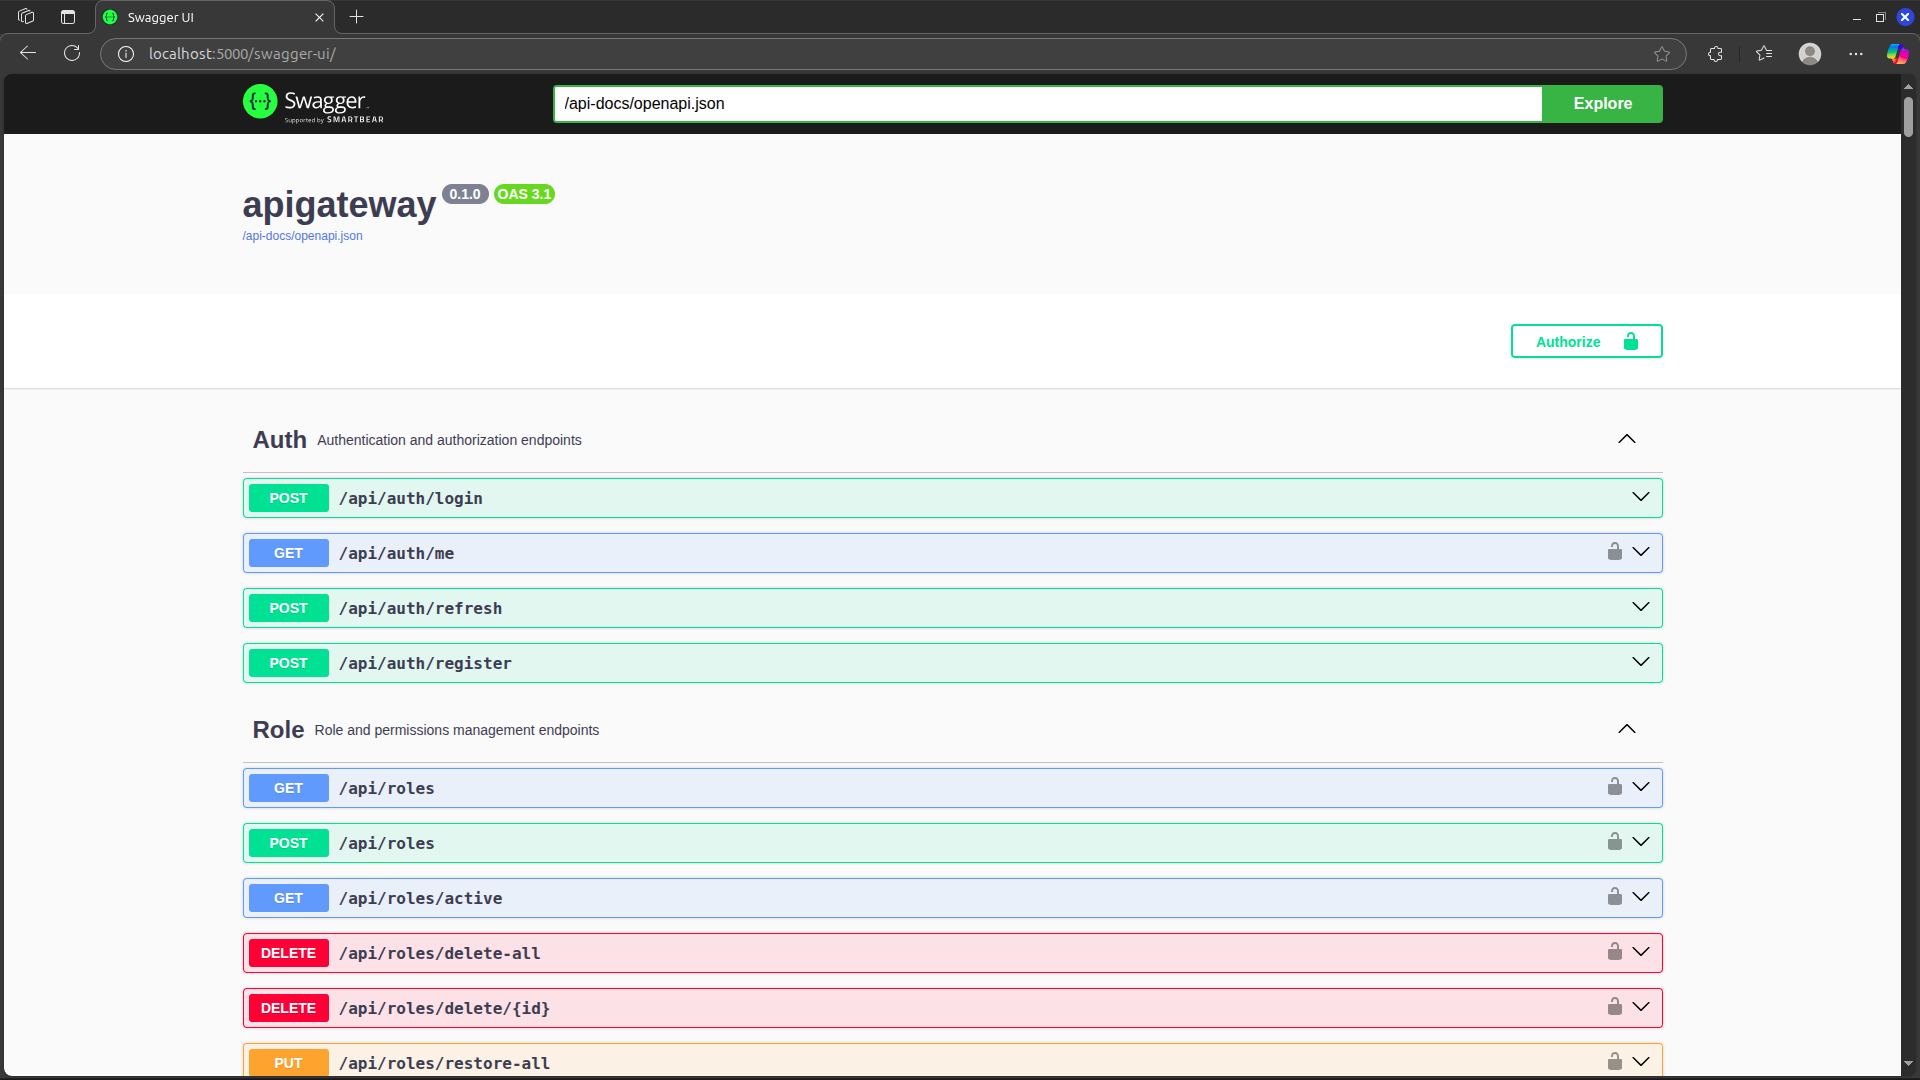 Swagger UI
localhost:5000/swagger-ui/
Swagger
Supported by SMARTBEAR
/api-docs/openapi.json
Explore
apigateway 0.1.0 OAS 3.1
/api-docs/openapi.json
Authorize
Auth Authentication and authorization endpoints
POST /api/auth/login
GET /api/auth/me
POST /api/auth/refresh
POST /api/auth/register
Role Role and permissions management endpoints
GET /api/roles
POST /api/roles
GET /api/roles/active
DELETE /api/roles/delete-all
DELETE /api/roles/delete/{id}
PUT /api/roles/restore-all